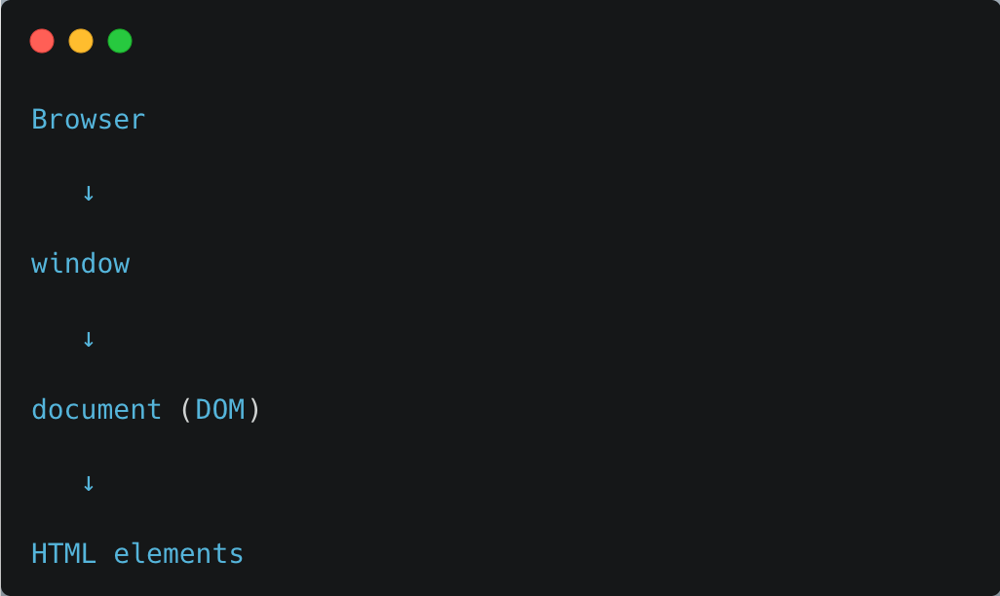 Browser
↓
window
↓
document (DOM)
↓
HTML elements